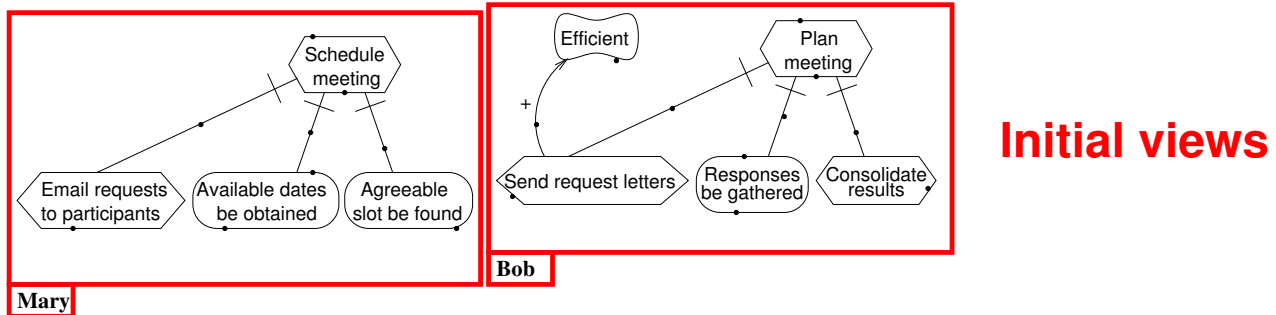 Schedule
meeting
Email requests
to participants
Available dates
be obtained
Agreeable
slot be found
Mary
Efficient
Plan
meeting
+
Send request letters
Responses
be gathered
Consolidate
results
Bob
Initial views